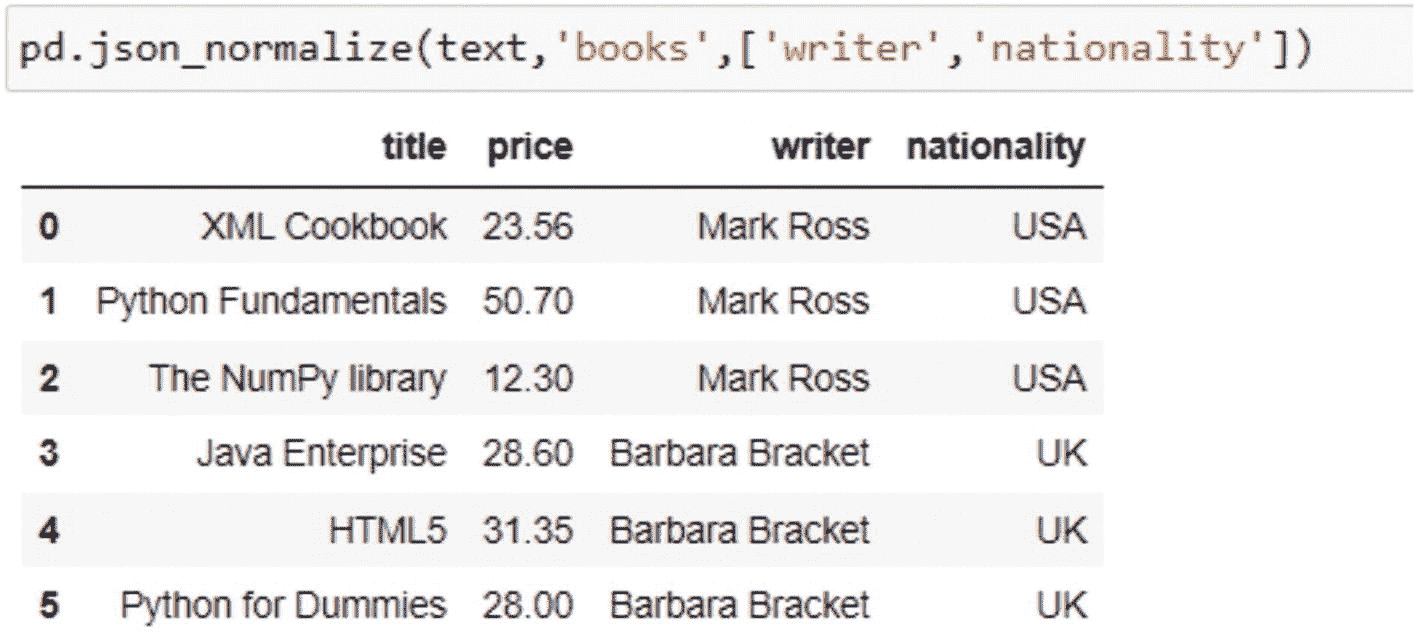 pd.json_normalize(text,'books',['writer','nationality'])
title price writer nationality
0 XML Cookbook 23.56 Mark Ross USA
1 Python Fundamentals 50.70 Mark Ross USA
2 The NumPy library 12.30 Mark Ross USA
3 Java Enterprise 28.60 Barbara Bracket UK
4 HTML5 31.35 Barbara Bracket UK
5 Python for Dummies 28.00 Barbara Bracket UK